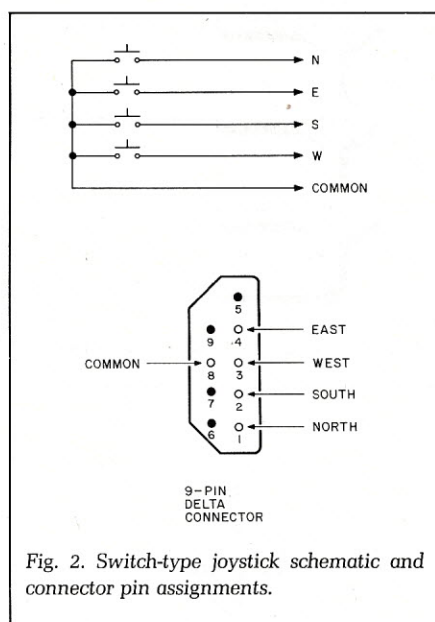 N
E
S
W
COMMON
5
9 4 EAST
COMMON 8 3 WEST
7 2 SOUTH
6 1 NORTH
9-PIN
DELTA
CONNECTOR
Fig. 2. Switch-type joystick schematic and
connector pin assignments.